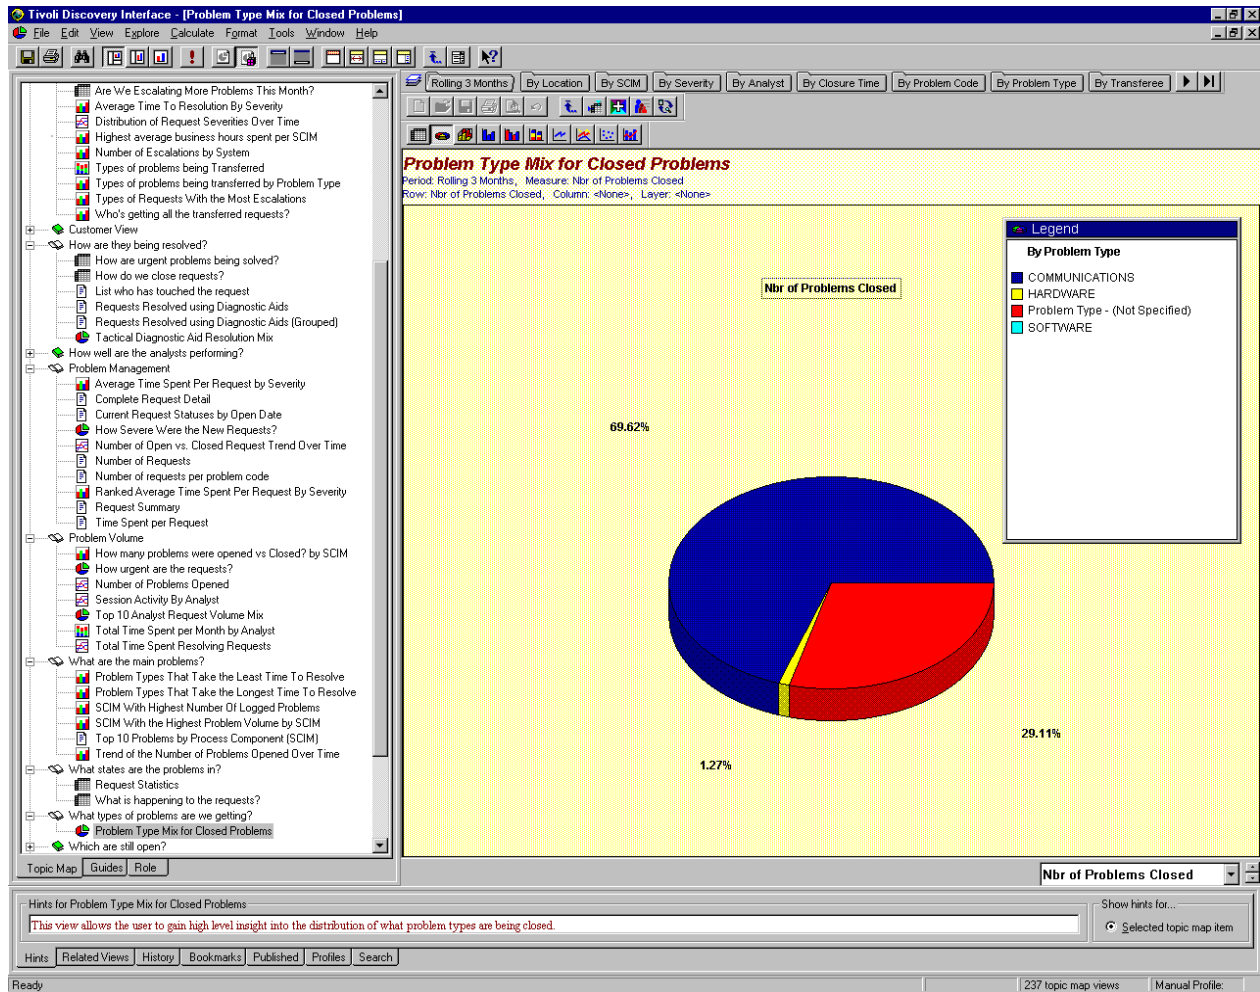 Tivoli Discovery Interface - [Problem Type Mix for Closed Problems]
File Edit View Explore Calculate Format Tools Window Help
Are We Escalating More Problems This Month?
Average Time To Resolution By Severity
Distribution of Request Severities Over Time
Highest average business hours spent per SCIM
Number of Escalations by System
Types of problems being Transferred
Types of problems being transferred by Problem Type
Types of Requests With the Most Escalations
Who's getting all the transferred requests?
Customer View
How are they being resolved?
How are urgent problems being solved?
How do we close requests?
List who has touched the request
Requests Resolved using Diagnostic Aids
Requests Resolved using Diagnostic Aids (Grouped)
Tactical Diagnostic Aid Resolution Mix
How well are the analysts performing?
Problem Management
Average Time Spent Per Request by Severity
Complete Request Detail
Current Request Statuses by Open Date
How Severe Were the New Requests?
Number of Open vs. Closed Request Trend Over Time
Number of Requests
Number of requests per problem code
Ranked Average Time Spent Per Request By Severity
Request Summary
Time Spent per Request
Problem Volume
How many problems were opened vs Closed? by SCIM
How urgent are the requests?
Number of Problems Opened
Session Activity By Analyst
Top 10 Analyst Request Volume Mix
Total Time Spent per Month by Analyst
Total Time Spent Resolving Requests
What are the main problems?
Problem Types That Take the Least Time To Resolve
Problem Types That Take the Longest Time To Resolve
SCIM With Highest Number Of Logged Problems
SCIM With the Highest Problem Volume by SCIM
Top 10 Problems by Process Component (SCIM)
Trend of the Number of Problems Opened Over Time
What states are the problems in?
Request Statistics
What is happening to the requests?
What types of problems are we getting?
Problem Type Mix for Closed Problems
Which are still open?
Topic Map Guides Role
Rolling 3 Months By Location By SCIM By Severity By Analyst By Closure Time By Problem Code By Problem Type By Transferee
Problem Type Mix for Closed Problems
Period: Rolling 3 Months, Measure: Nbr of Problems Closed
Row: Nbr of Problems Closed, Column: <None>, Layer: <None>
Legend
By Problem Type
COMMUNICATIONS
HARDWARE
Problem Type - (Not Specified)
SOFTWARE
Nbr of Problems Closed
69.62%
29.11%
1.27%
Nbr of Problems Closed
Hints for Problem Type Mix for Closed Problems
This view allows the user to gain high level insight into the distribution of what problem types are being closed.
Show hints for...
Selected topic map item
Hints Related Views History Bookmarks Published Profiles Search
Ready
237 topic map views
Manual Profile: